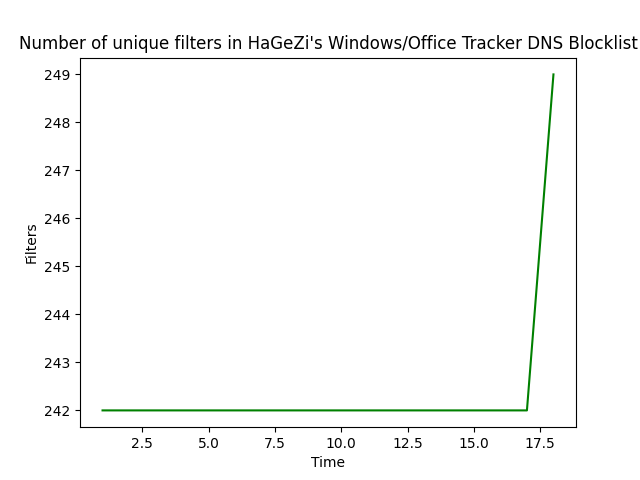 Number of unique filters in HaGeZi's Windows/Office Tracker DNS Blocklist
249
248
247
246
245
244
243
242
Filters
2.5 5.0 7.5 10.0 12.5 15.0 17.5
Time